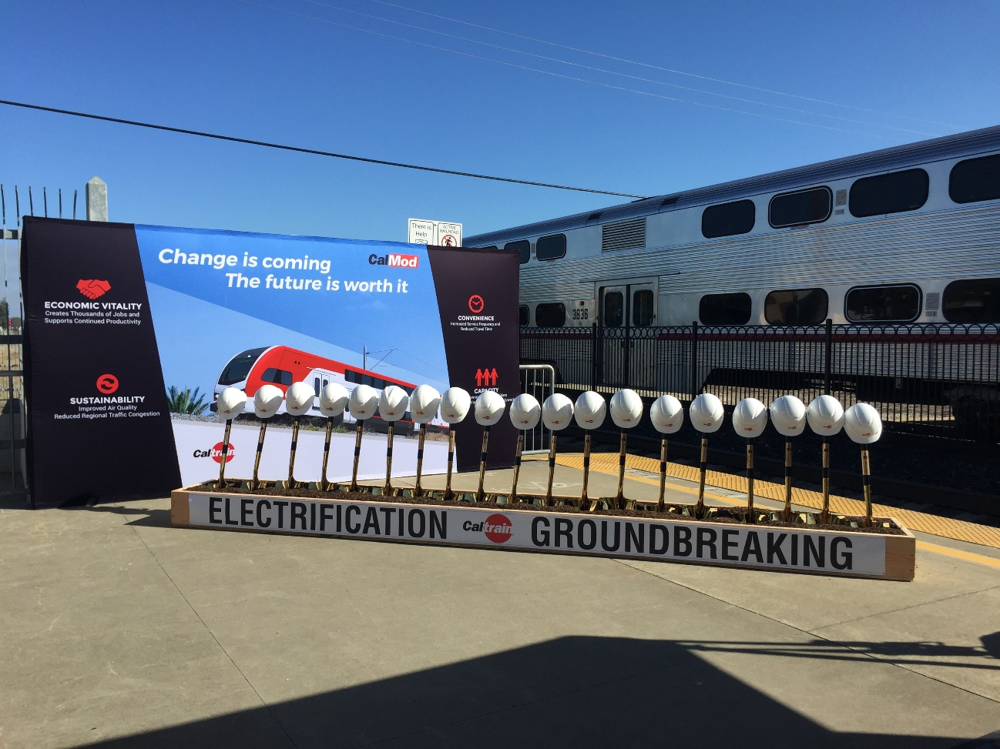 There is
Help
ACTIVE
RAILROAD
Change is coming
The future is worth it
CalMod
ECONOMIC VITALITY
Creates Thousands of Jobs and
Supports Continued Productivity
SUSTAINABILITY
Improved Air Quality
Reduced Regional Traffic Congestion
CONVENIENCE
Increased Service Frequency and
Reduced Travel Time
CAPACITY
Caltrain
3836
ELECTRIFICATION Caltrain GROUNDBREAKING